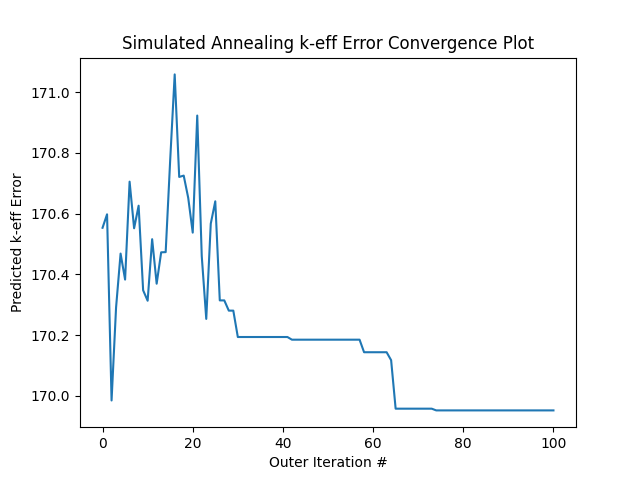 Simulated Annealing k-eff Error Convergence Plot
171.0
170.8
170.6
170.4
170.2
170.0
Predicted k-eff Error
0 20 40 60 80 100
Outer Iteration #